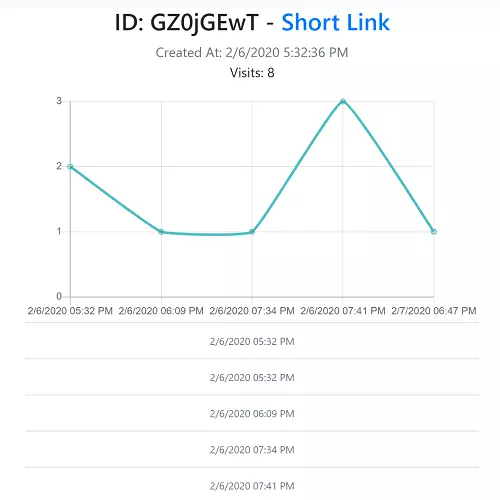 ID: GZ0jGEwT - Short Link
Created At: 2/6/2020 5:32:36 PM
Visits: 8
3
2
1
0
2/6/2020 05:32 PM 2/6/2020 06:09 PM 2/6/2020 07:34 PM 2/6/2020 07:41 PM 2/7/2020 06:47 PM
2/6/2020 05:32 PM
2/6/2020 05:32 PM
2/6/2020 06:09 PM
2/6/2020 07:34 PM
2/6/2020 07:41 PM